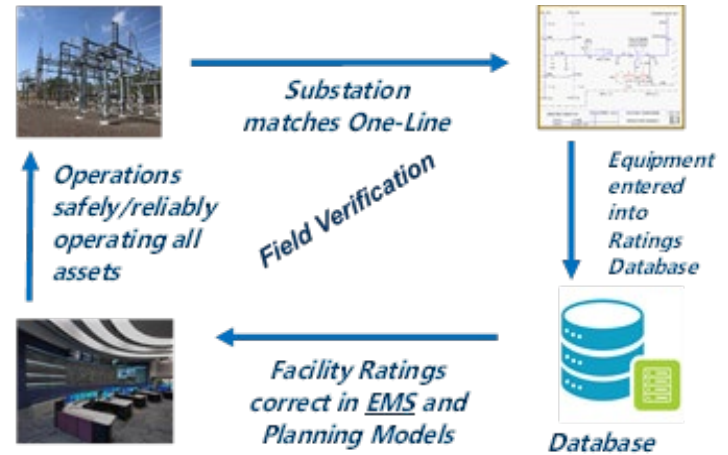 Substation
matches One-Line
Equipment
entered
into
Ratings
Database
Operations
safely/reliably
operating all
assets
Field Verification
Facility Ratings
correct in EMS and
Planning Models
Database